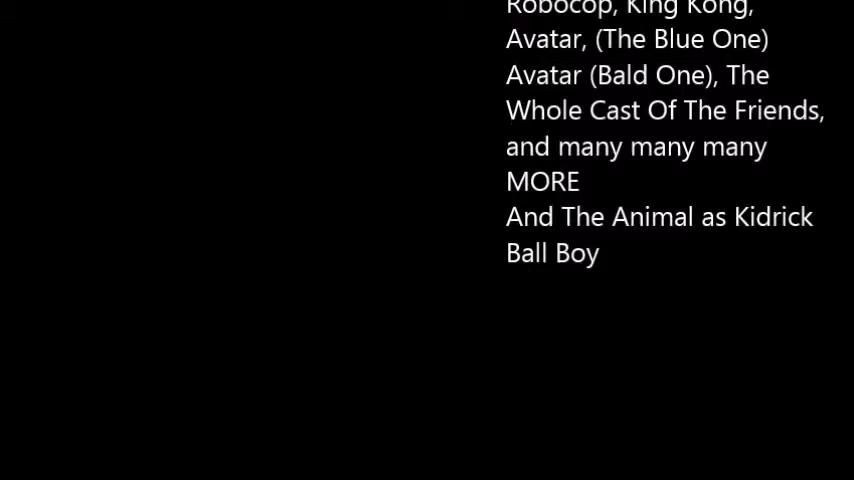 Robocop, King Kong,
Avatar, (The Blue One)
Avatar (Bald One), The
Whole Cast Of The Friends,
and many many many
MORE
And The Animal as Kidrick
Ball Boy